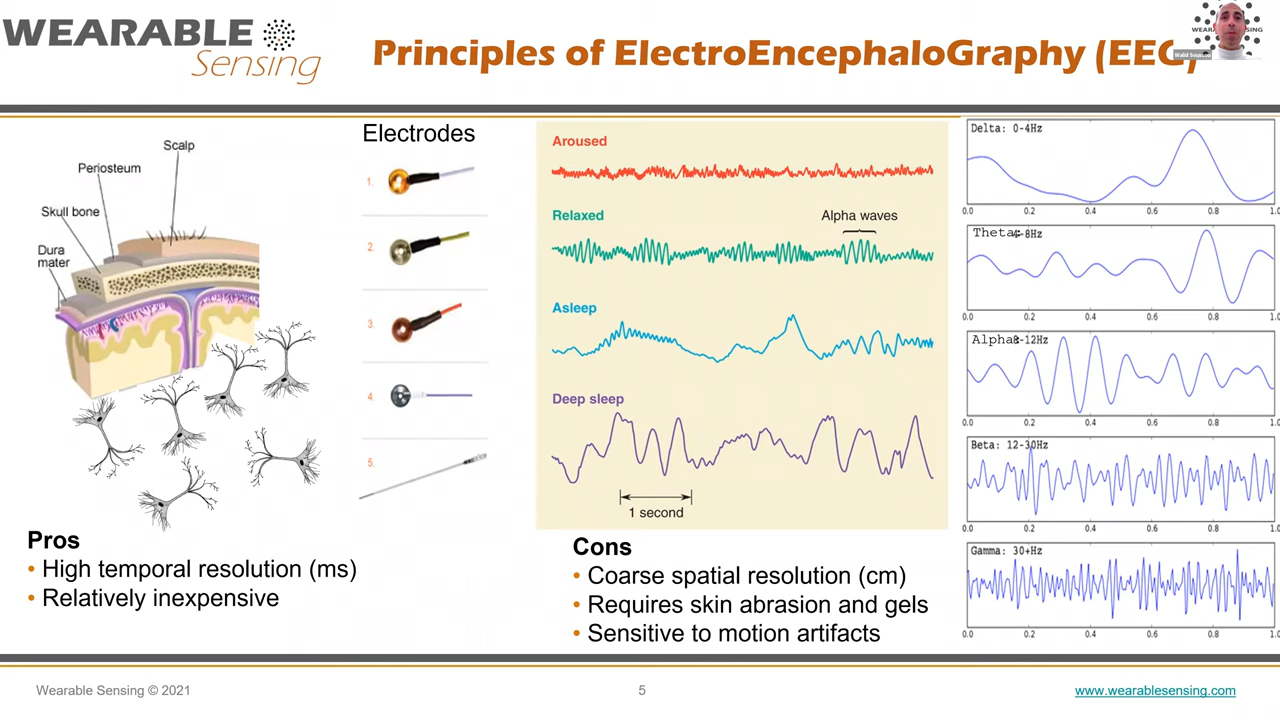 WEARABLE
Sensing
Principles of ElectroEncephaloGraphy (EEG)
Scalp
Periosteum
Skull bone
Dura
mater
Electrodes
1.
2.
3.
4.
5.
Aroused
Relaxed
Alpha waves
Asleep
Deep sleep
1 second
Delta: 0-4Hz
0.0 0.2 0.4 0.6 0.8 1.0
Theta: 4-8Hz
0.0 0.2 0.4 0.6 0.8 1.0
Alpha: 8-12Hz
0.0 0.2 0.4 0.6 0.8 1.0
Beta: 12-30Hz
0.0 0.2 0.4 0.6 0.8 1.0
Gamma: 30+Hz
0.0 0.2 0.4 0.6 0.8 1.0
Pros
• High temporal resolution (ms)
• Relatively inexpensive
Cons
• Coarse spatial resolution (cm)
• Requires skin abrasion and gels
• Sensitive to motion artifacts
Wearable Sensing © 2021
5
www.wearablesensing.com